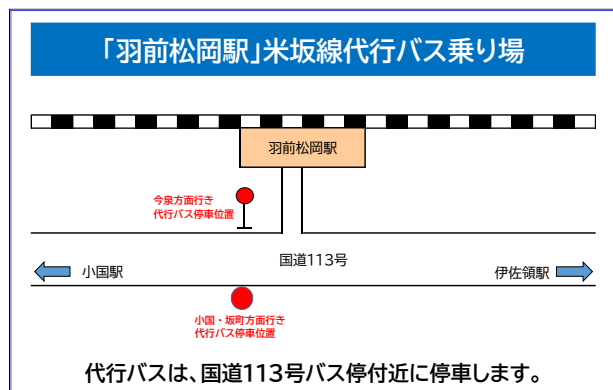 「羽前松岡駅」米坂線代行バス乗り場
羽前松岡駅
今泉方面行き
代行バス停車位置
国道113号
小国駅
伊佐領駅
小国・坂町方面行き
代行バス停車位置
代行バスは、国道113号バス停付近に停車します。